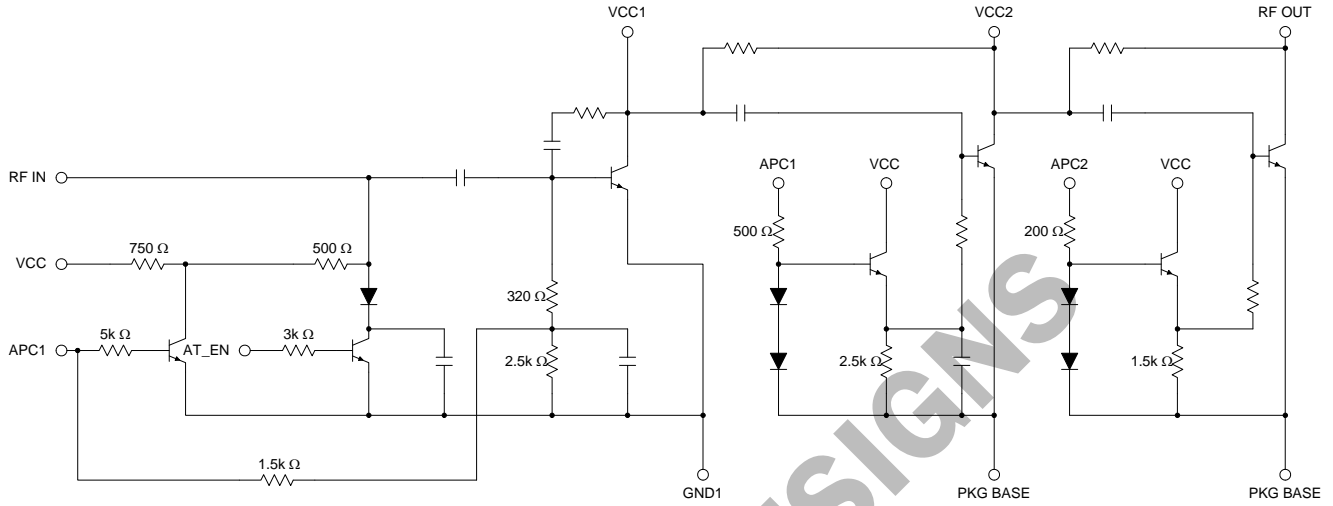 VCC1
VCC2
RF OUT
RF IN
APC1
VCC
APC2
VCC
750 Ω
500 Ω
500 Ω
200 Ω
VCC
320 Ω
5k Ω
3k Ω
APC1
AT_EN
2.5k Ω
2.5k Ω
1.5k Ω
1.5k Ω
GND1
PKG BASE
PKG BASE
SIGNS